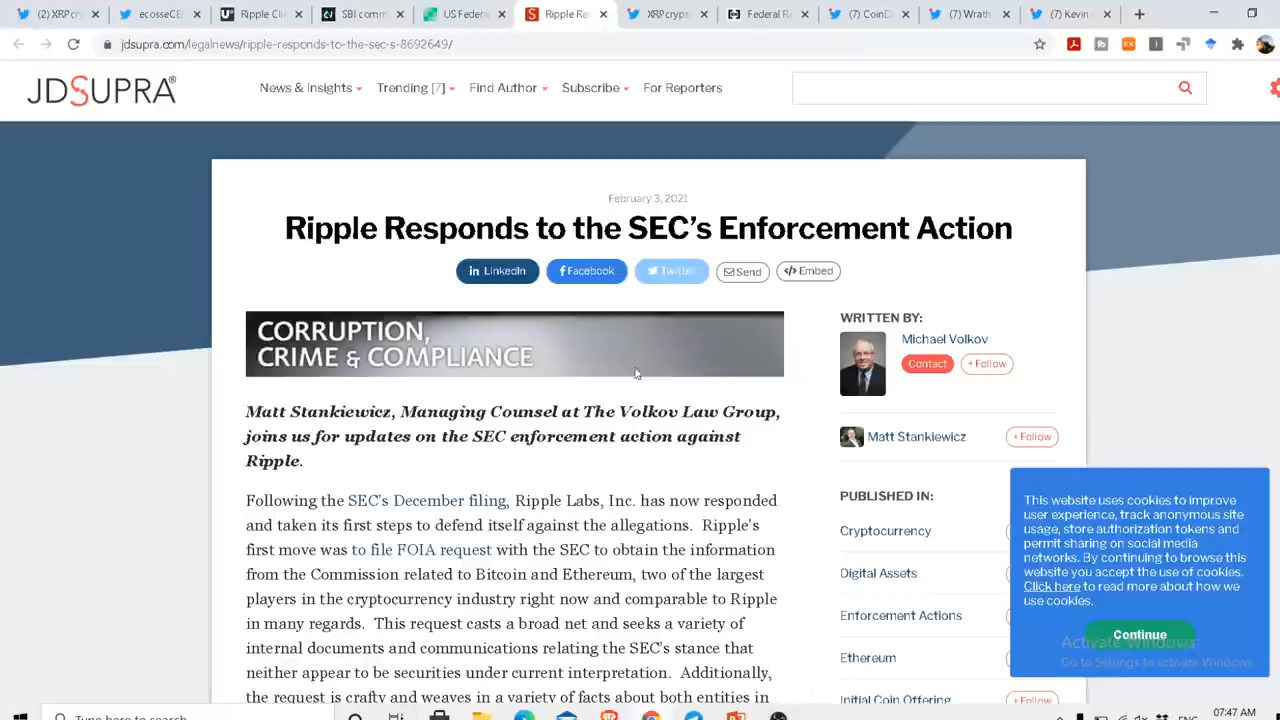 (2) XRPcry
ecosseCE
Ripple Clie
SBI comm
US Federa
Ripple Re
XRPcrypt
Federal R
(7) CoinD
(7) Wrath
(7) Kevin
jdsupra.com/legalnews/ripple-responds-to-the-sec-s-8692649/
JDSUPRA®
News & Insights
Trending [7]
Find Author
Subscribe
For Reporters
February 3, 2021
Ripple Responds to the SEC's Enforcement Action
in LinkedIn
f Facebook
Twitter
Send
</> Embed
CORRUPTION,
CRIME & COMPLIANCE
Matt Stankiewicz, Managing Counsel at The Volkov Law Group,
joins us for updates on the SEC enforcement action against
Ripple.
Following the SEC's December filing, Ripple Labs, Inc. has now responded
and taken its first steps to defend itself against the allegations. Ripple's
first move was to file FOIA request with the SEC to obtain the information
from the Commission related to Bitcoin and Ethereum, two of the largest
players in the cryptocurrency industry right now and comparable to Ripple
in many regards. This request casts a broad net and seeks a variety of
internal documents and communications relating the SEC's stance that
neither appear to be securities under current interpretation. Additionally,
the request is crafty and weaves in a variety of facts about both entities in
WRITTEN BY:
Michael Volkov
Contact
+ Follow
Matt Stankiewicz
+ Follow
PUBLISHED IN:
Cryptocurrency
Digital Assets
Enforcement Actions
Ethereum
Initial Coin Offering
+ Follow
This website uses cookies to improve
user experience, track anonymous site
usage, store authorization tokens and
permit sharing on social media
networks. By continuing to browse this
website you accept the use of cookies.
Click here to read more about how we
use cookies.
Continue
Activate Windows
Go to Settings to activate Windows.
Type here to search
ENG
07:47 AM